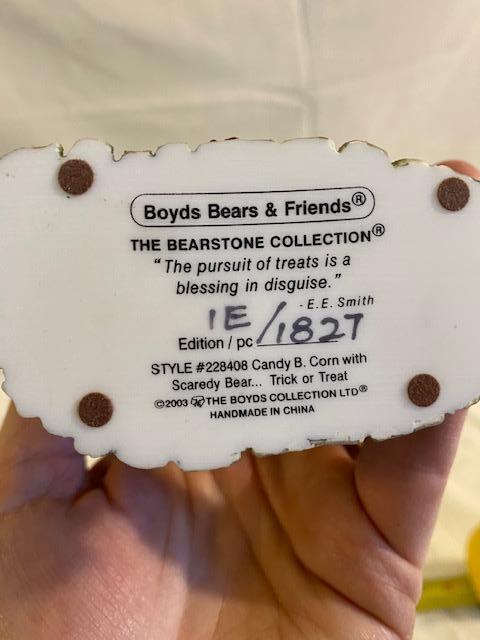 Boyds Bears & Friends®
THE BEARSTONE COLLECTION®
"The pursuit of treats is a
blessing in disguise."
- E.E. Smith
1E/1827
Edition / pc
STYLE #228408 Candy B. Corn with
Scaredy Bear... Trick or Treat
©2003 THE BOYDS COLLECTION LTD®
HANDMADE IN CHINA